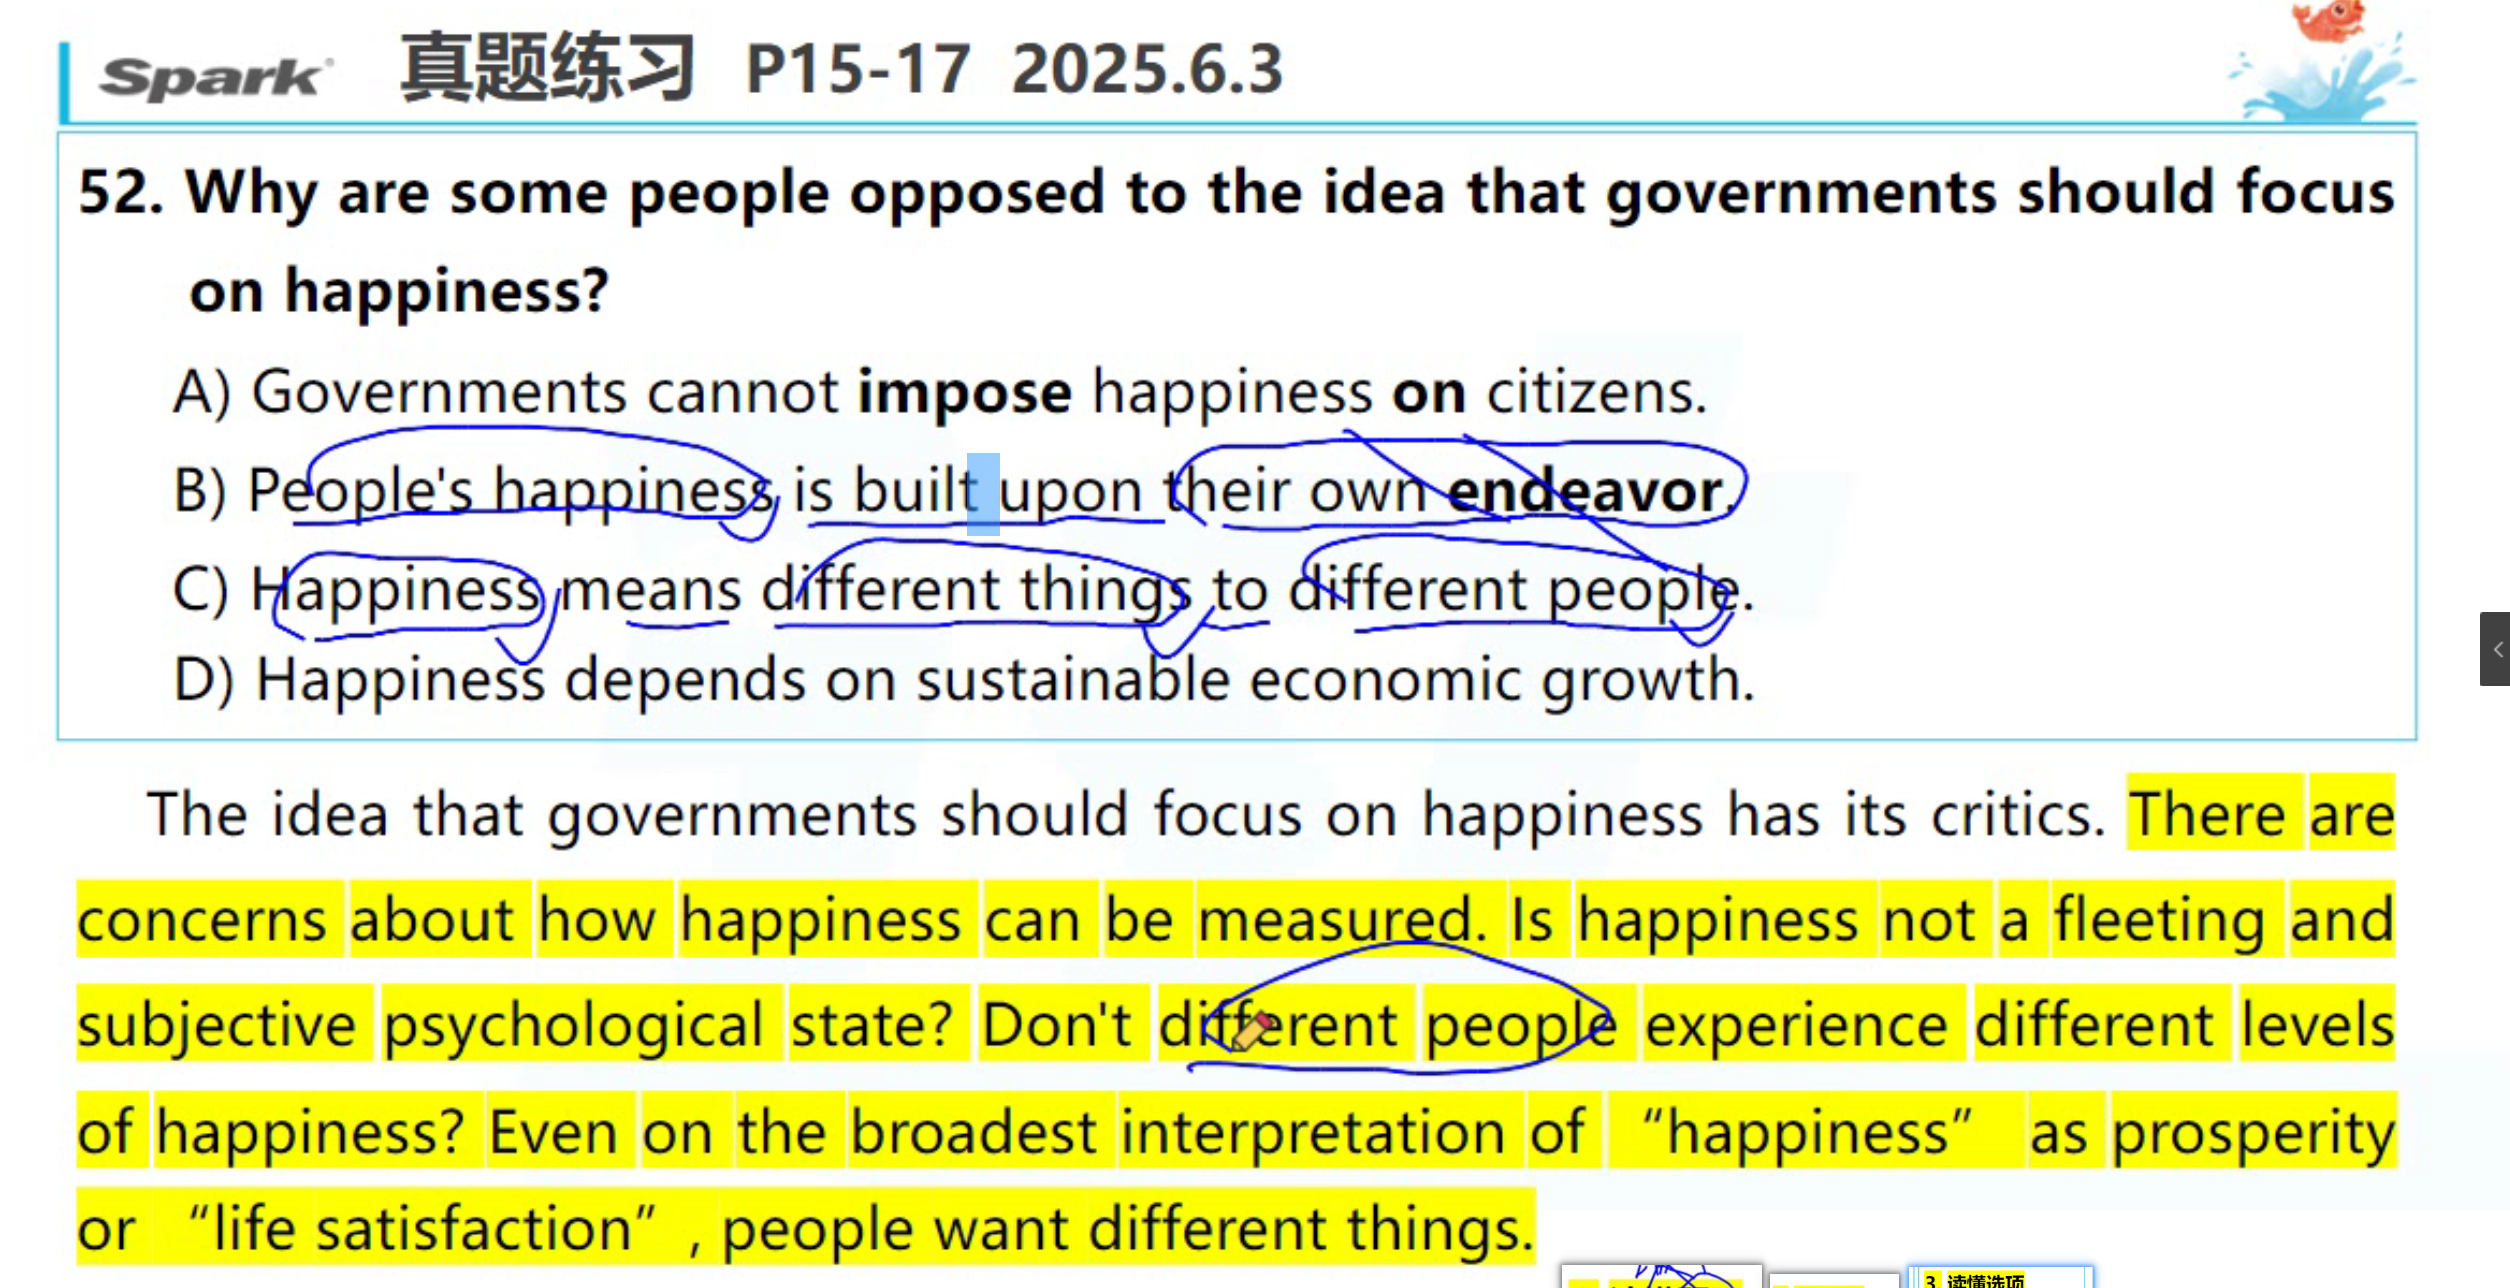 Spark 真题练习 P15-17 2025.6.3
52. Why are some people opposed to the idea that governments should focus
on happiness?
A) Governments cannot impose happiness on citizens.
B) People's happiness is built upon their own endeavor.
C) Happiness means different things to different people.
D) Happiness depends on sustainable economic growth.
The idea that governments should focus on happiness has its critics. There are
concerns about how happiness can be measured. Is happiness not a fleeting and
subjective psychological state? Don't different people experience different levels
of happiness? Even on the broadest interpretation of “happiness” as prosperity
or “life satisfaction”, people want different things.
3. 读懂选项